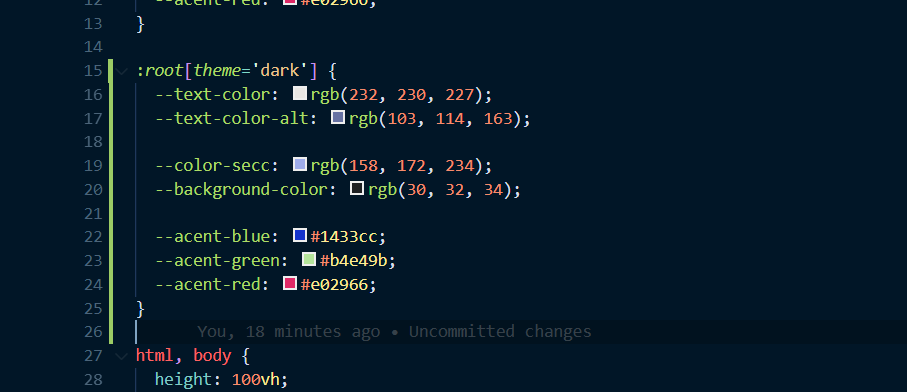 12 --acent-red: #e02966;
13 }
14
15 :root[theme='dark'] {
16 --text-color: rgb(232, 230, 227);
17 --text-color-alt: rgb(103, 114, 163);
18
19 --color-secc: rgb(158, 172, 234);
20 --background-color: rgb(30, 32, 34);
21
22 --acent-blue: #1433cc;
23 --acent-green: #b4e49b;
24 --acent-red: #e02966;
25 }
26 You, 18 minutes ago • Uncommitted changes
27 html, body {
28 height: 100vh;